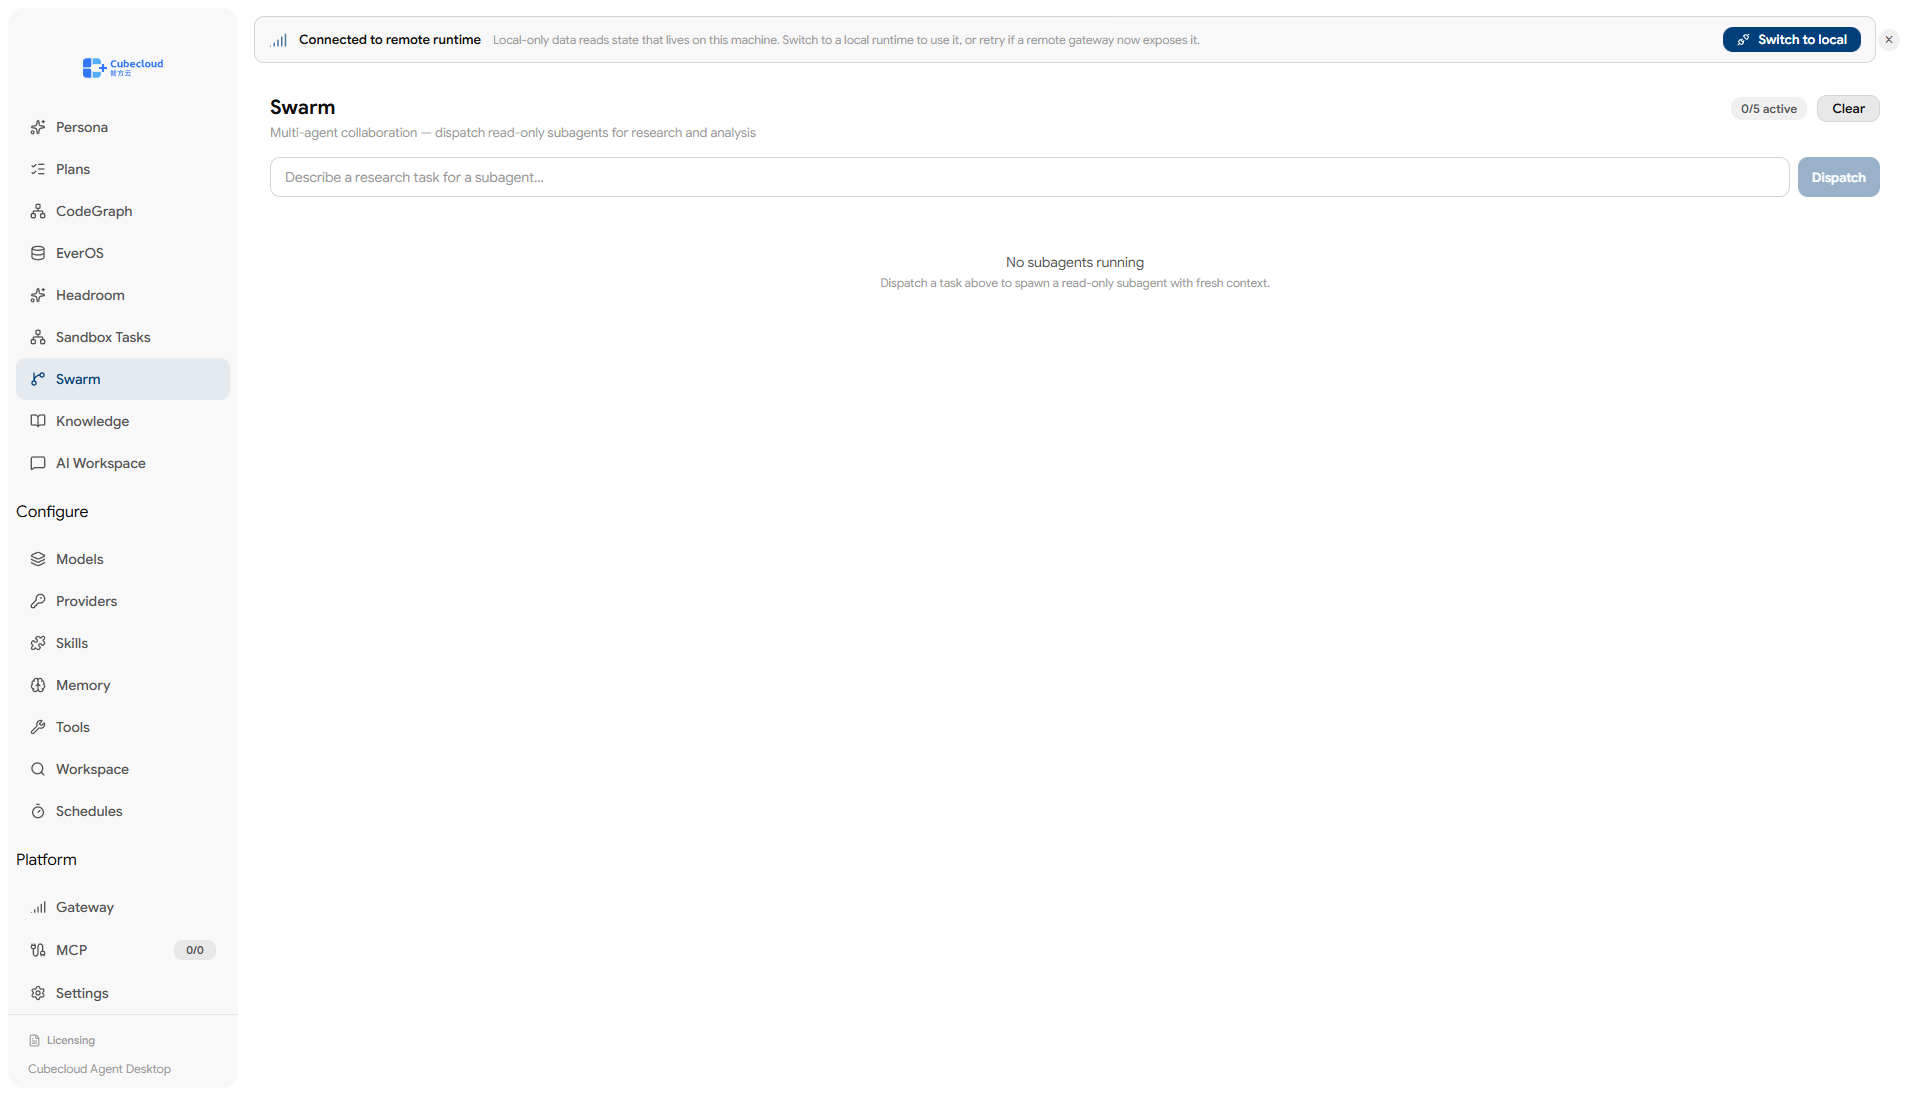 Cubecloud
智方云
Persona
Plans
CodeGraph
EverOS
Headroom
Sandbox Tasks
Swarm
Knowledge
AI Workspace
Configure
Models
Providers
Skills
Memory
Tools
Workspace
Schedules
Platform
Gateway
MCP 0/0
Settings
Licensing
Cubecloud Agent Desktop
Connected to remote runtime Local-only data reads state that lives on this machine. Switch to a local runtime to use it, or retry if a remote gateway now exposes it. Switch to local
Swarm 0/5 active Clear
Multi-agent collaboration — dispatch read-only subagents for research and analysis
Describe a research task for a subagent... Dispatch
No subagents running
Dispatch a task above to spawn a read-only subagent with fresh context.